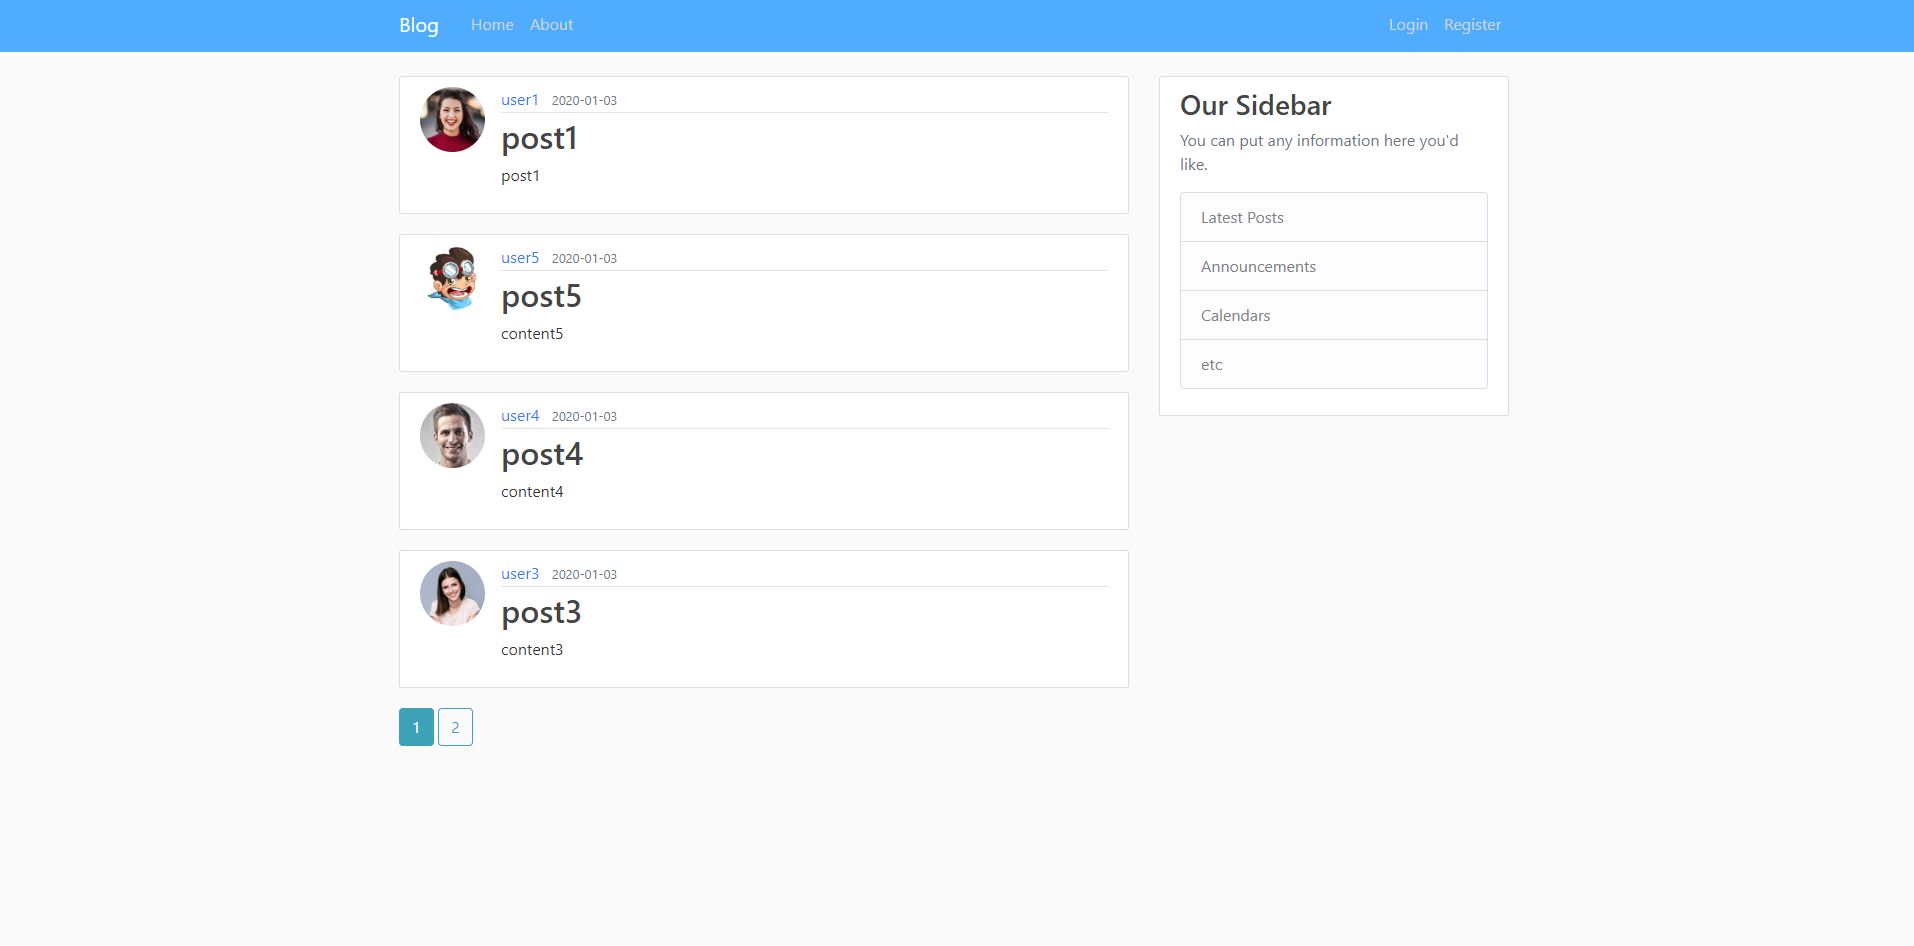 Blog Home About Login Register
user1 2020-01-03
post1
post1
user5 2020-01-03
post5
content5
user4 2020-01-03
post4
content4
user3 2020-01-03
post3
content3
1 2
Our Sidebar
You can put any information here you'd
like.
Latest Posts
Announcements
Calendars
etc